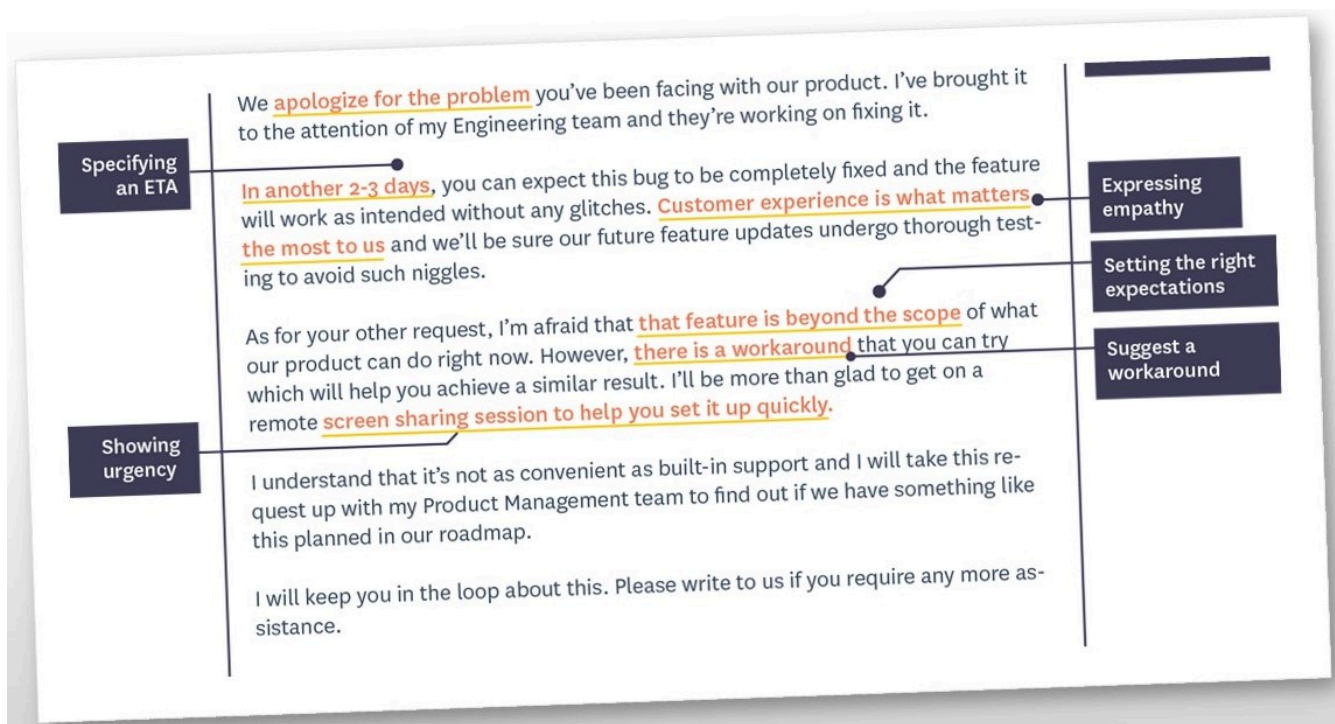 We apologize for the problem you've been facing with our product. I've brought it
to the attention of my Engineering team and they're working on fixing it.
Specifying
an ETA
In another 2-3 days, you can expect this bug to be completely fixed and the feature
will work as intended without any glitches. Customer experience is what matters
the most to us and we'll be sure our future feature updates undergo thorough test-
ing to avoid such niggles.
Expressing
empathy
Setting the right
expectations
As for your other request, I'm afraid that that feature is beyond the scope of what
our product can do right now. However, there is a workaround that you can try
which will help you achieve a similar result. I'll be more than glad to get on a
remote screen sharing session to help you set it up quickly.
Suggest a
workaround
Showing
urgency
I understand that it's not as convenient as built-in support and I will take this re-
quest up with my Product Management team to find out if we have something like
this planned in our roadmap.
I will keep you in the loop about this. Please write to us if you require any more as-
sistance.